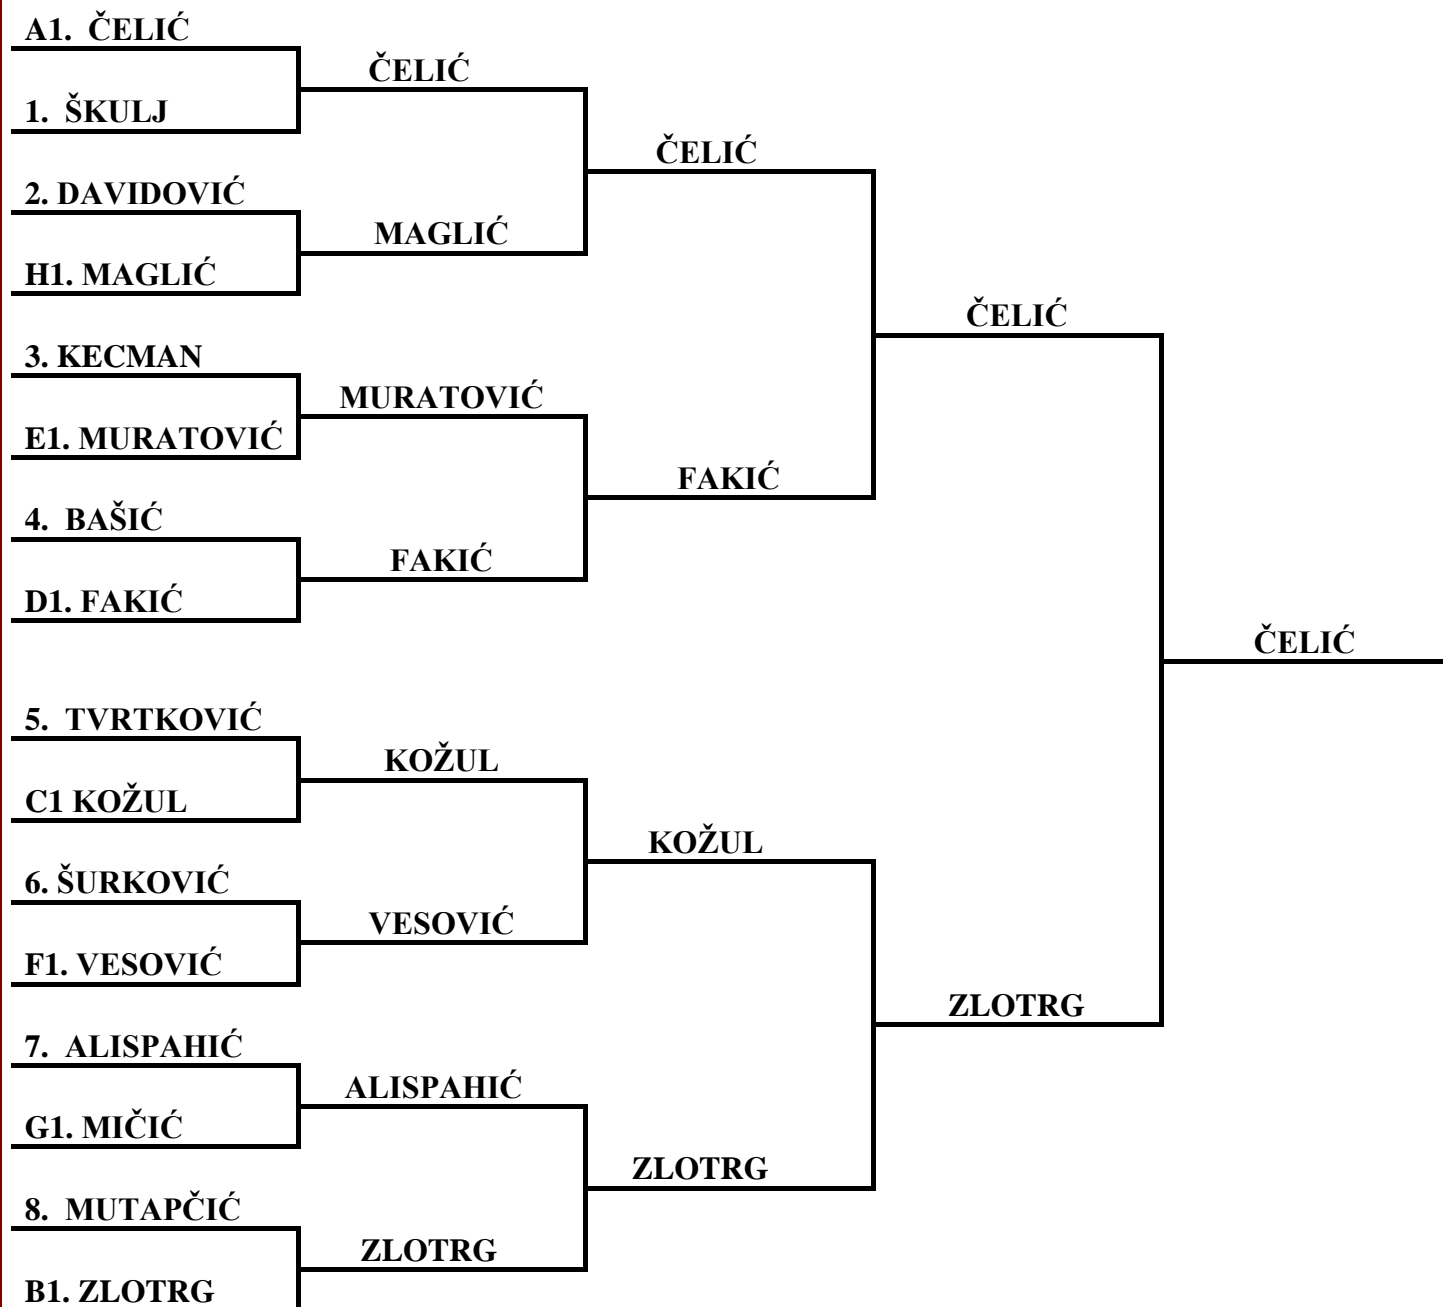 A1. ČELIĆ
1. ŠKULJ
2. DAVIDOVIĆ
H1. MAGLIĆ
3. KECMAN
E1. MURATOVIĆ
4. BAŠIĆ
D1. FAKIĆ
5. TVRTKOVIĆ
C1 KOŽUL
6. ŠURKOVIĆ
F1. VESOVIĆ
7. ALISPAHIĆ
G1. MIČIĆ
8. MUTAPČIĆ
B1. ZLOTRG
ČELIĆ
MAGLIĆ
MURATOVIĆ
FAKIĆ
KOŽUL
VESOVIĆ
ALISPAHIĆ
ZLOTRG
ČELIĆ
FAKIĆ
KOŽUL
ZLOTRG
ČELIĆ
ZLOTRG
ČELIĆ